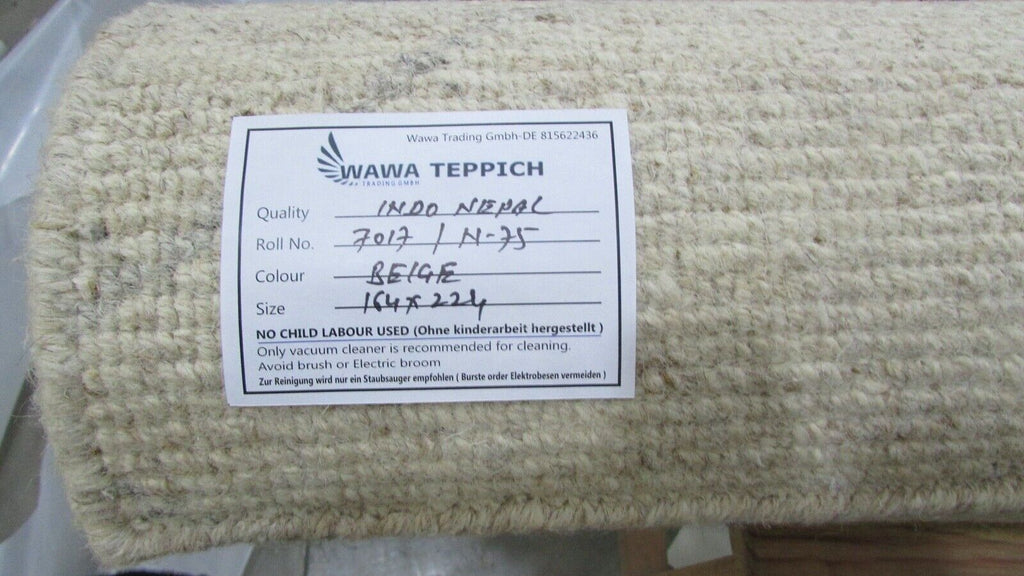 Wawa Trading Gmbh-DE 815622436
WAWA TEPPICH
TRADING GMBH
Quality INDO NEPAL
Roll No. 7017 / N-75
Colour BEIGE
Size 164x224
NO CHILD LABOUR USED (Ohne kinderarbeit hergestellt )
Only vacuum cleaner is recommended for cleaning.
Avoid brush or Electric broom
Zur Reinigung wird nur ein Staubsauger empfohlen ( Burste order Elektrobesen vermeiden )